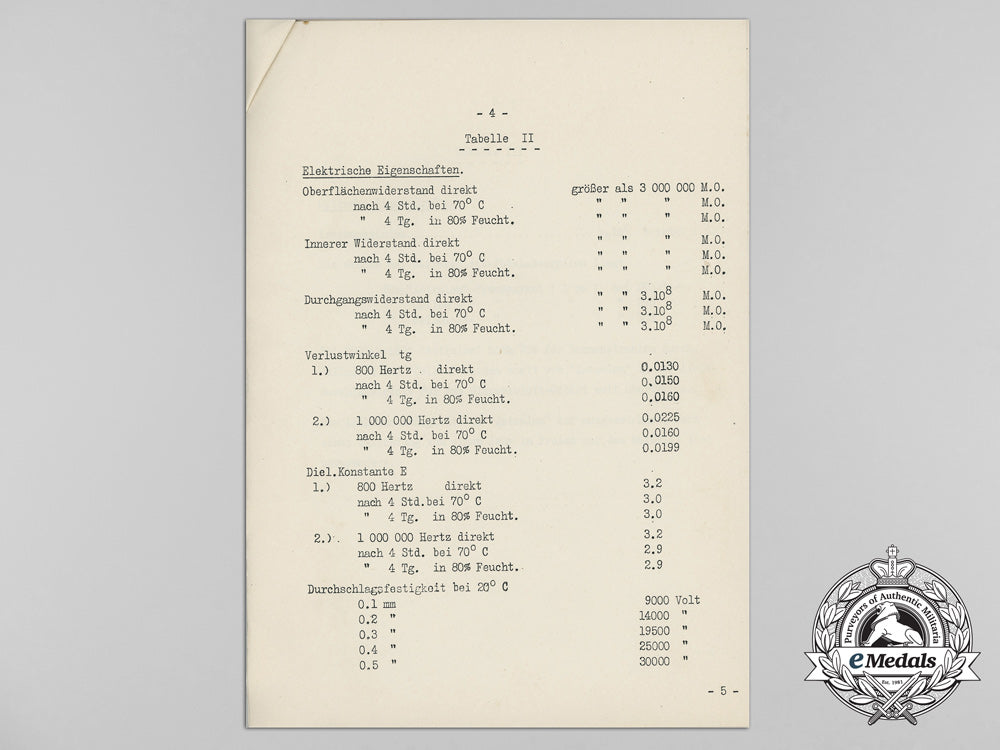 - 4 -
Tabelle II
Elektrische Eigenschaften.
Oberflächenwiderstand direkt größer als 3 000 000 M.O.
nach 4 Std. bei 70° C " " " M.O.
" 4 Tg. in 80% Feucht. " " " M.O.
Innerer Widerstand direkt " " " M.O.
nach 4 Std. bei 70° C " " " M.O.
" 4 Tg. in 80% Feucht. " " " M.O.
Durchgangswiderstand direkt " " 3.10⁸ M.O.
nach 4 Std. bei 70° C " " 3.10⁸ M.O.
" 4 Tg. in 80% Feucht. " " 3.10⁸ M.O.
Verlustwinkel tg
1.) 800 Hertz direkt 0.0130
nach 4 Std. bei 70° C 0.0150
" 4 Tg. in 80% Feucht. 0.0160
2.) 1 000 000 Hertz direkt 0.0225
nach 4 Std. bei 70° C 0.0160
" 4 Tg. in 80% Feucht. 0.0199
Diel.Konstante E
1.) 800 Hertz direkt 3.2
nach 4 Std.bei 70° C 3.0
" 4 Tg. in 80% Feucht. 3.0
2.) 1 000 000 Hertz direkt 3.2
nach 4 Std. bei 70° C 2.9
" 4 Tg. in 80% Feucht. 2.9
Durchschlagsfestigkeit bei 20° C
0.1 mm 9000 Volt
0.2 " 14000 "
0.3 " 19500 "
0.4 " 25000 "
0.5 " 30000 "
- 5 -
Purveyors of Authentic Militaria
eMedals
Est. 1981